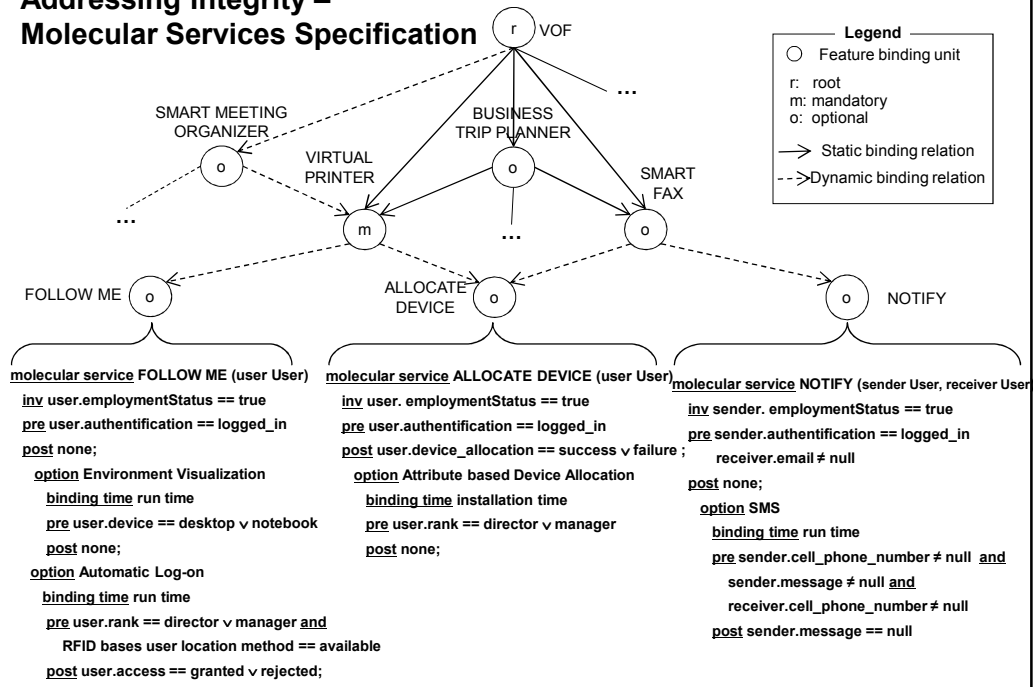 Addressing Integrity –
Molecular Services Specification
r VOF
Legend
Feature binding unit
r: root
m: mandatory
o: optional
Static binding relation
Dynamic binding relation
...
SMART MEETING
ORGANIZER
o
BUSINESS
TRIP PLANNER
o
VIRTUAL
PRINTER
m
SMART
FAX
o
...
...
FOLLOW ME o
ALLOCATE
DEVICE
o
o NOTIFY
molecular service FOLLOW ME (user User)
inv user.employmentStatus == true
pre user.authentification == logged_in
post none;
option Environment Visualization
binding time run time
pre user.device == desktop v notebook
post none;
option Automatic Log-on
binding time run time
pre user.rank == director v manager and
RFID bases user location method == available
post user.access == granted v rejected;
molecular service ALLOCATE DEVICE (user User)
inv user. employmentStatus == true
pre user.authentification == logged_in
post user.device_allocation == success v failure ;
option Attribute based Device Allocation
binding time installation time
pre user.rank == director v manager
post none;
molecular service NOTIFY (sender User, receiver User
inv sender. employmentStatus == true
pre sender.authentification == logged_in
receiver.email ≠ null
post none;
option SMS
binding time run time
pre sender.cell_phone_number ≠ null and
sender.message ≠ null and
receiver.cell_phone_number ≠ null
post sender.message == null